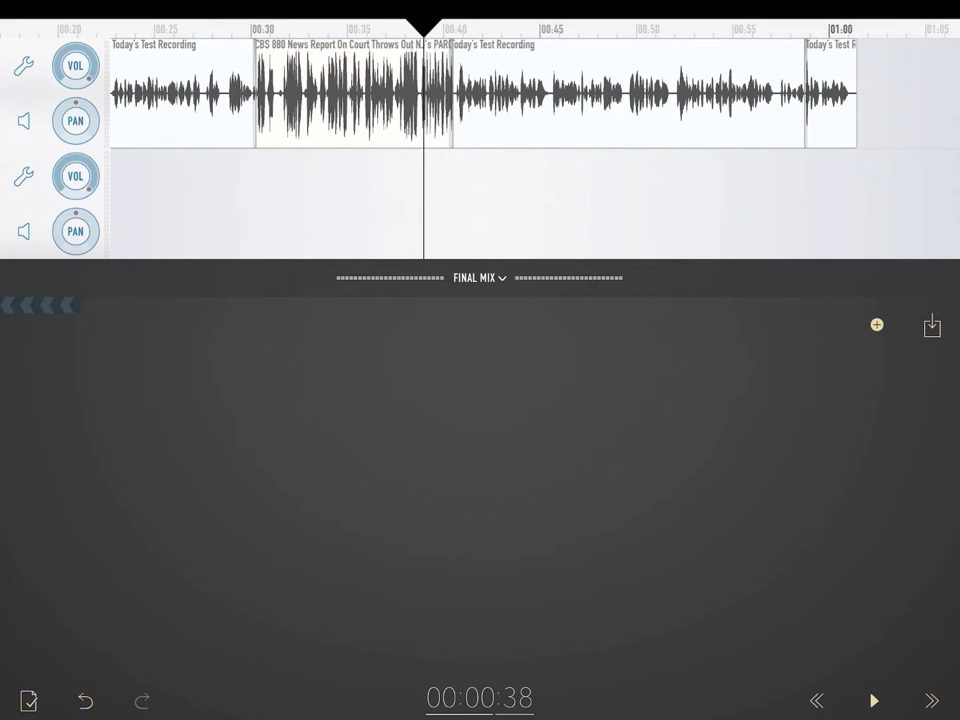 00:20 00:25 00:30 00:35 00:40 00:45 00:50 00:55 01:00 01:05
Today's Test Recording CBS 880 News Report On Court Throws Out N.J.'s PAR Today's Test Recording Today's Test R
VOL
PAN
VOL
PAN
FINAL MIX
00:00:38